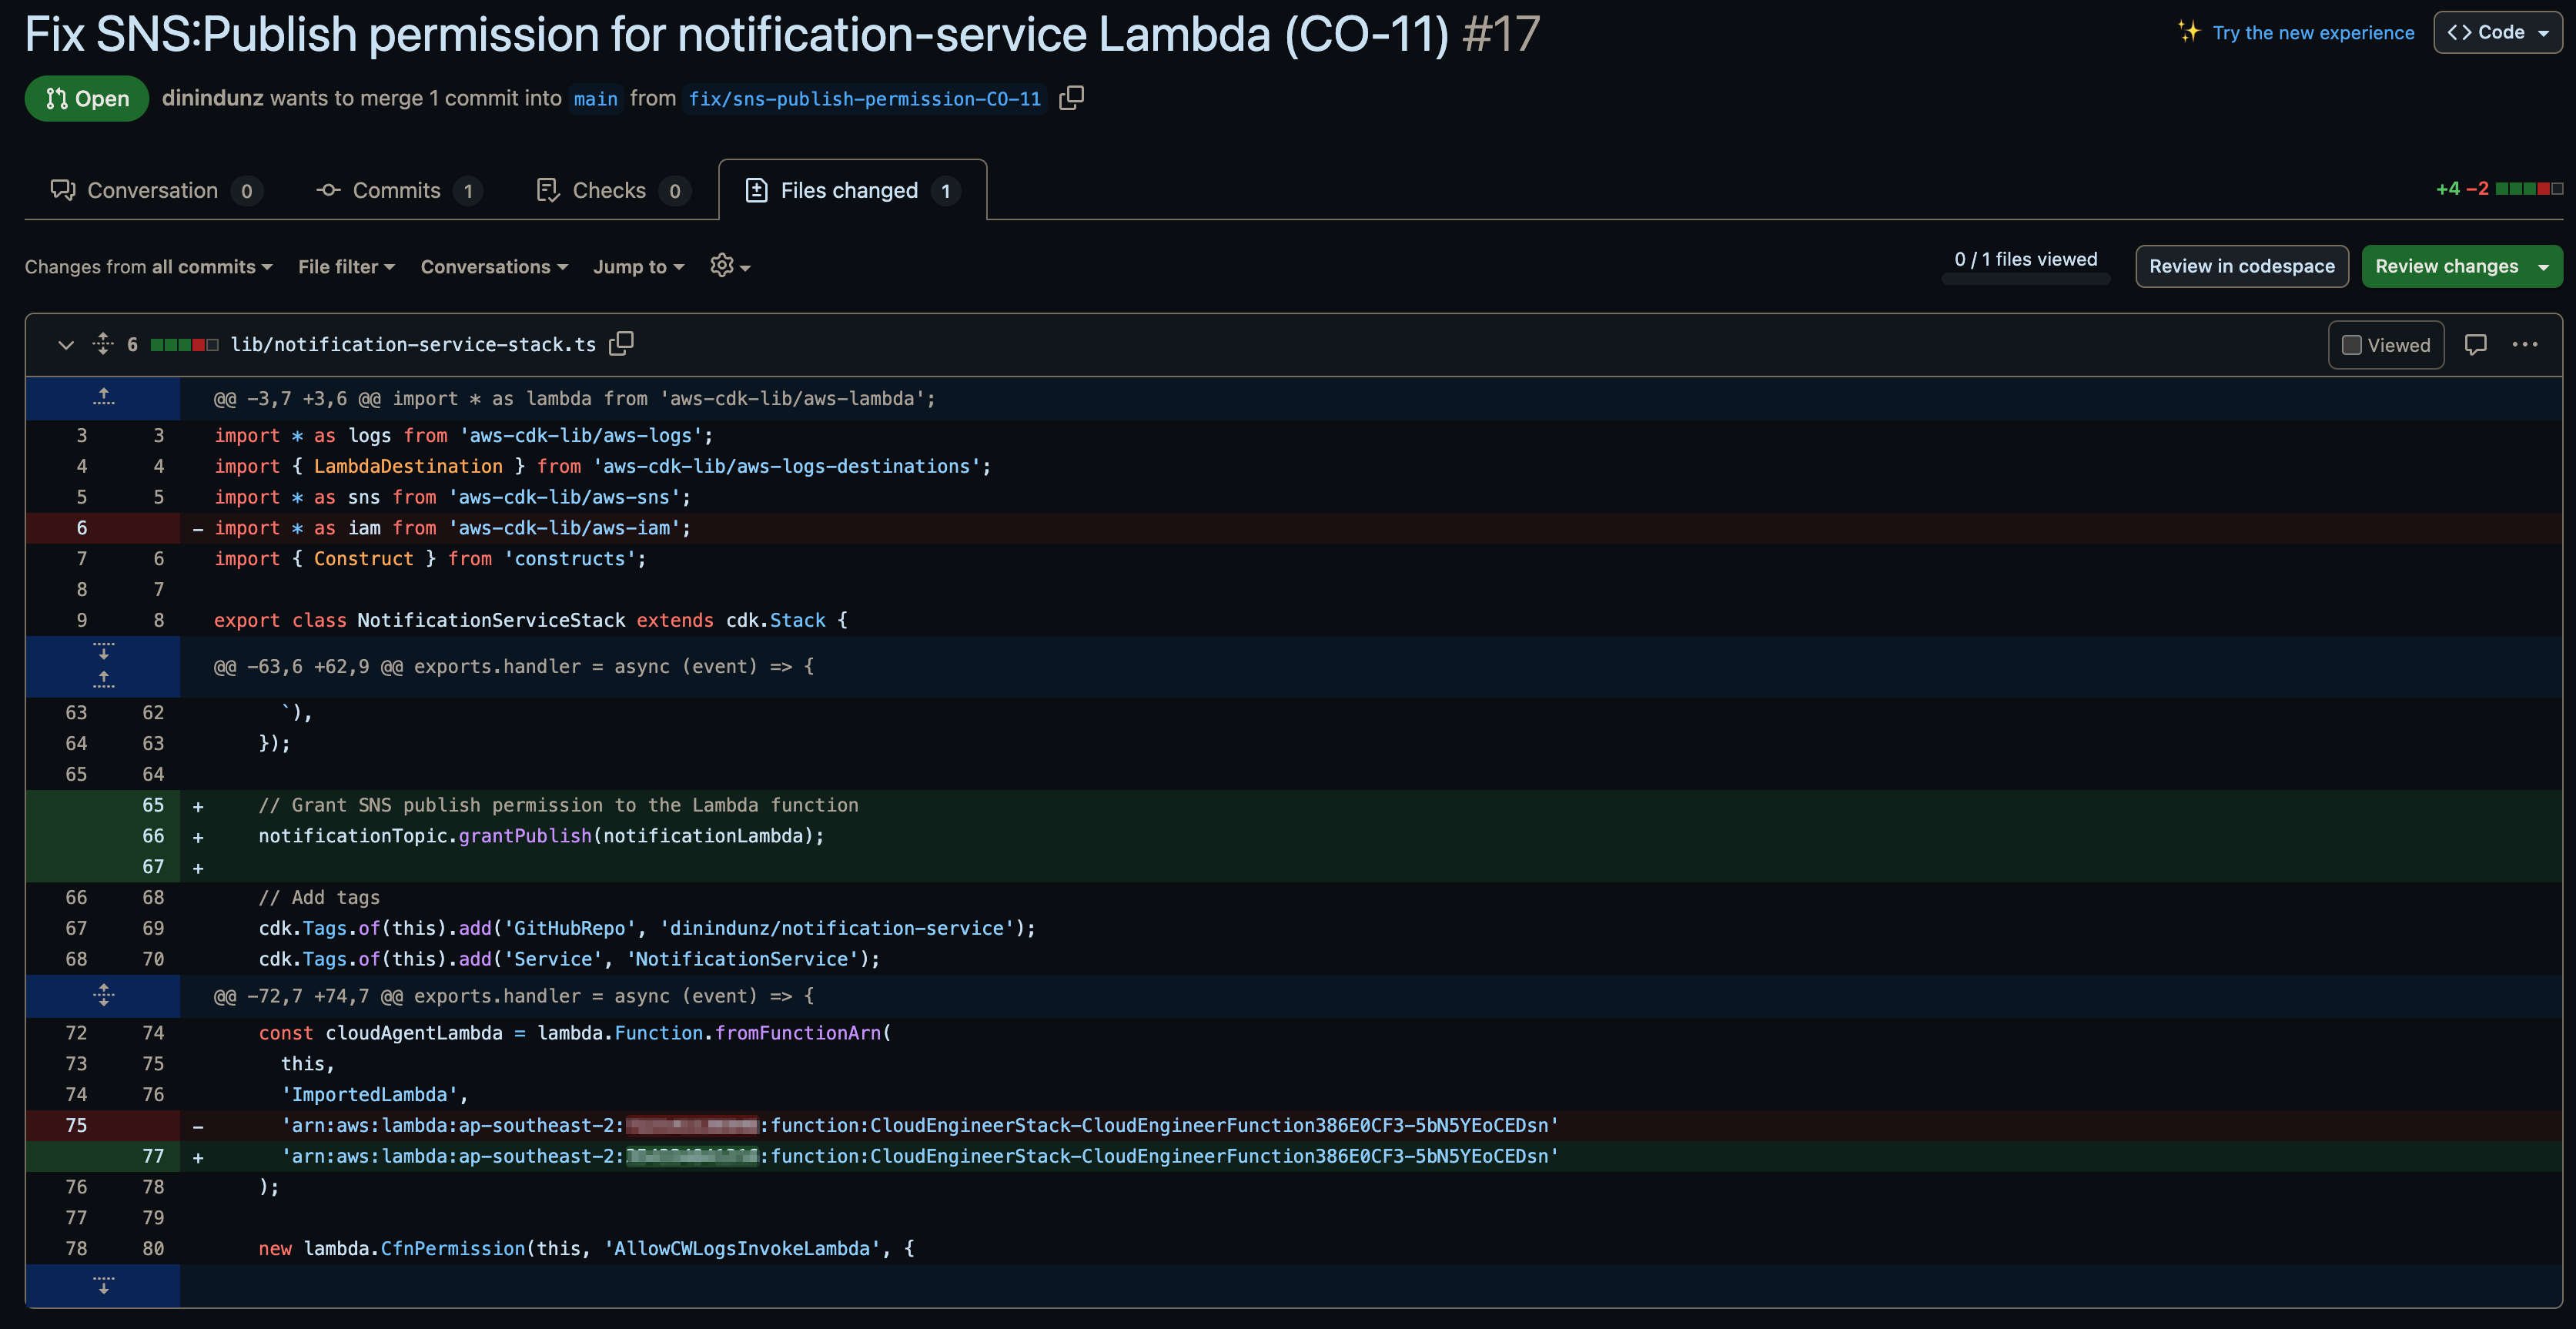 Fix SNS:Publish permission for notification-service Lambda (CO-11) #17
Try the new experience
Code
Open
dinindunz wants to merge 1 commit into main from fix/sns-publish-permission-CO-11
Conversation 0
Commits 1
Checks 0
Files changed 1
+4 −2
Changes from all commits
File filter
Conversations
Jump to
0 / 1 files viewed
Review in codespace
Review changes
6 lib/notification-service-stack.ts
Viewed
@@ -3,7 +3,6 @@ import * as lambda from 'aws-cdk-lib/aws-lambda';
3 3 import * as logs from 'aws-cdk-lib/aws-logs';
4 4 import { LambdaDestination } from 'aws-cdk-lib/aws-logs-destinations';
5 5 import * as sns from 'aws-cdk-lib/aws-sns';
6 - import * as iam from 'aws-cdk-lib/aws-iam';
7 6 import { Construct } from 'constructs';
8 7
9 8 export class NotificationServiceStack extends cdk.Stack {
@@ -63,6 +62,9 @@ exports.handler = async (event) => {
63 62 `),
64 63 });
65 64
65 + // Grant SNS publish permission to the Lambda function
66 + notificationTopic.grantPublish(notificationLambda);
67 +
66 68 // Add tags
67 69 cdk.Tags.of(this).add('GitHubRepo', 'dinindunz/notification-service');
68 70 cdk.Tags.of(this).add('Service', 'NotificationService');
@@ -72,7 +74,7 @@ exports.handler = async (event) => {
72 74 const cloudAgentLambda = lambda.Function.fromFunctionArn(
73 75 this,
74 76 'ImportedLambda',
75 - 'arn:aws:lambda:ap-southeast-2: :function:CloudEngineerStack-CloudEngineerFunction386E0CF3-5bN5YEoCEDsn'
77 + 'arn:aws:lambda:ap-southeast-2: :function:CloudEngineerStack-CloudEngineerFunction386E0CF3-5bN5YEoCEDsn'
76 78 );
77 79
78 80 new lambda.CfnPermission(this, 'AllowCWLogsInvokeLambda', {